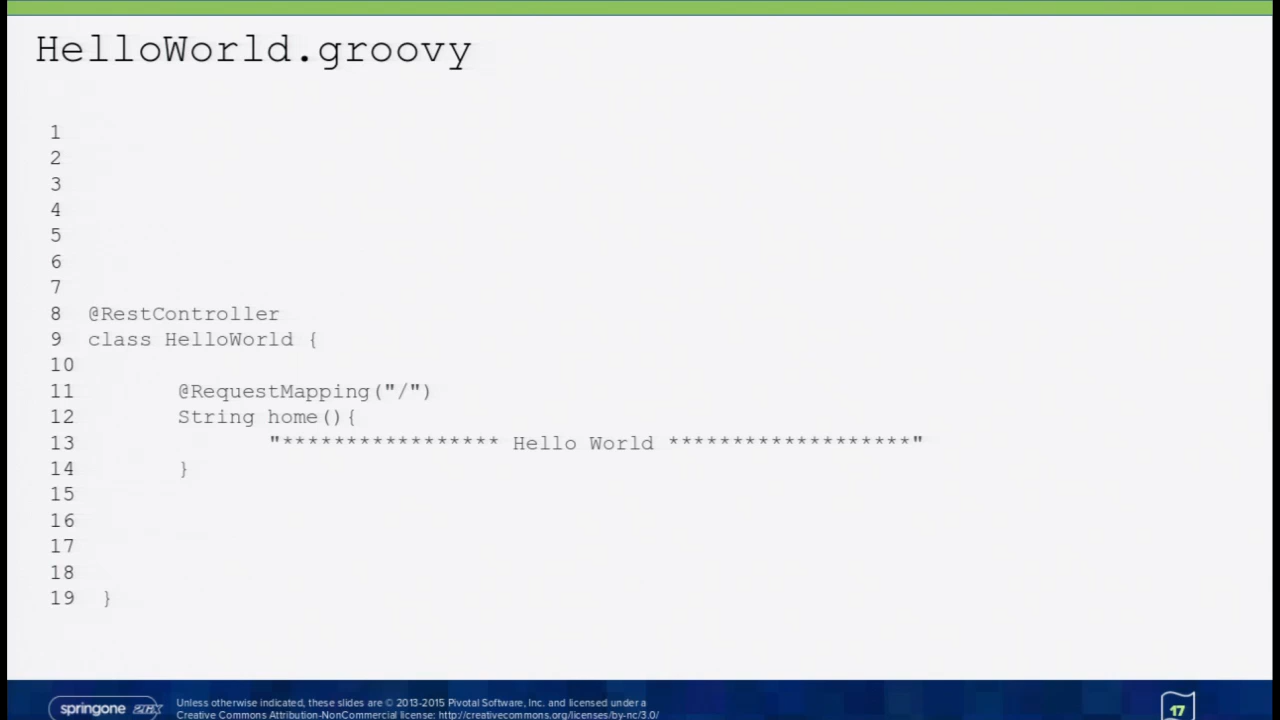 HelloWorld.groovy
1
2
3
4
5
6
7
8 @RestController
9 class HelloWorld {
10
11 @RequestMapping("/")
12 String home(){
13 "***************** Hello World *******************"
14 }
15
16
17
18
19 }
springone 2GX
Unless otherwise indicated, these slides are © 2013-2015 Pivotal Software, Inc. and licensed under a
Creative Commons Attribution-NonCommercial license: http://creativecommons.org/licenses/by-nc/3.0/
17